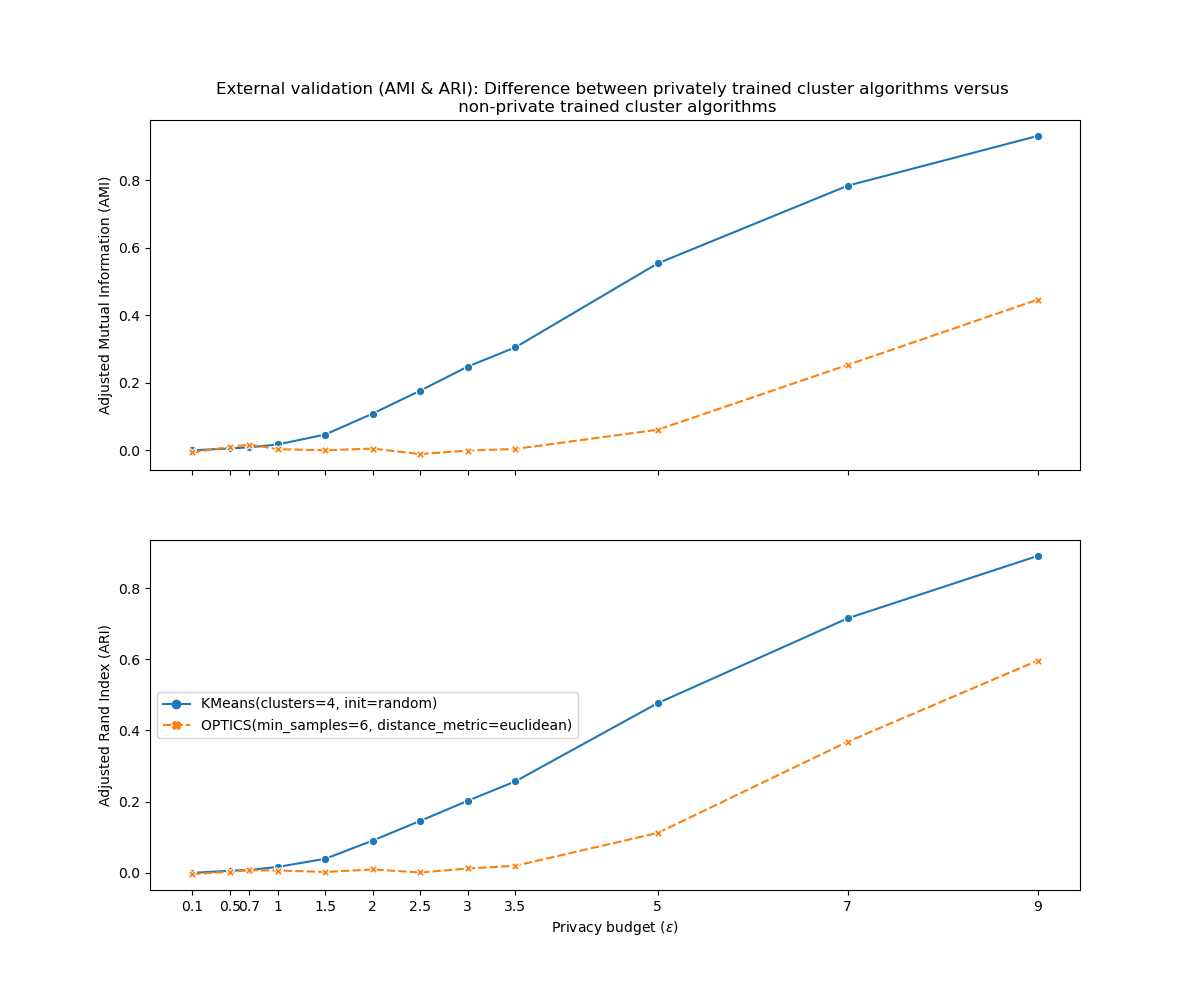 External validation (AMI & ARI): Difference between privately trained cluster algorithms versus
non-private trained cluster algorithms
Adjusted Mutual Information (AMI)
0.8
0.6
0.4
0.2
0.0
Adjusted Rand Index (ARI)
0.8
0.6
0.4
0.2
0.0
KMeans(clusters=4, init=random)
OPTICS(min_samples=6, distance_metric=euclidean)
0.1 0.5 0.7 1 1.5 2 2.5 3 3.5 5 7 9
Privacy budget (ε)